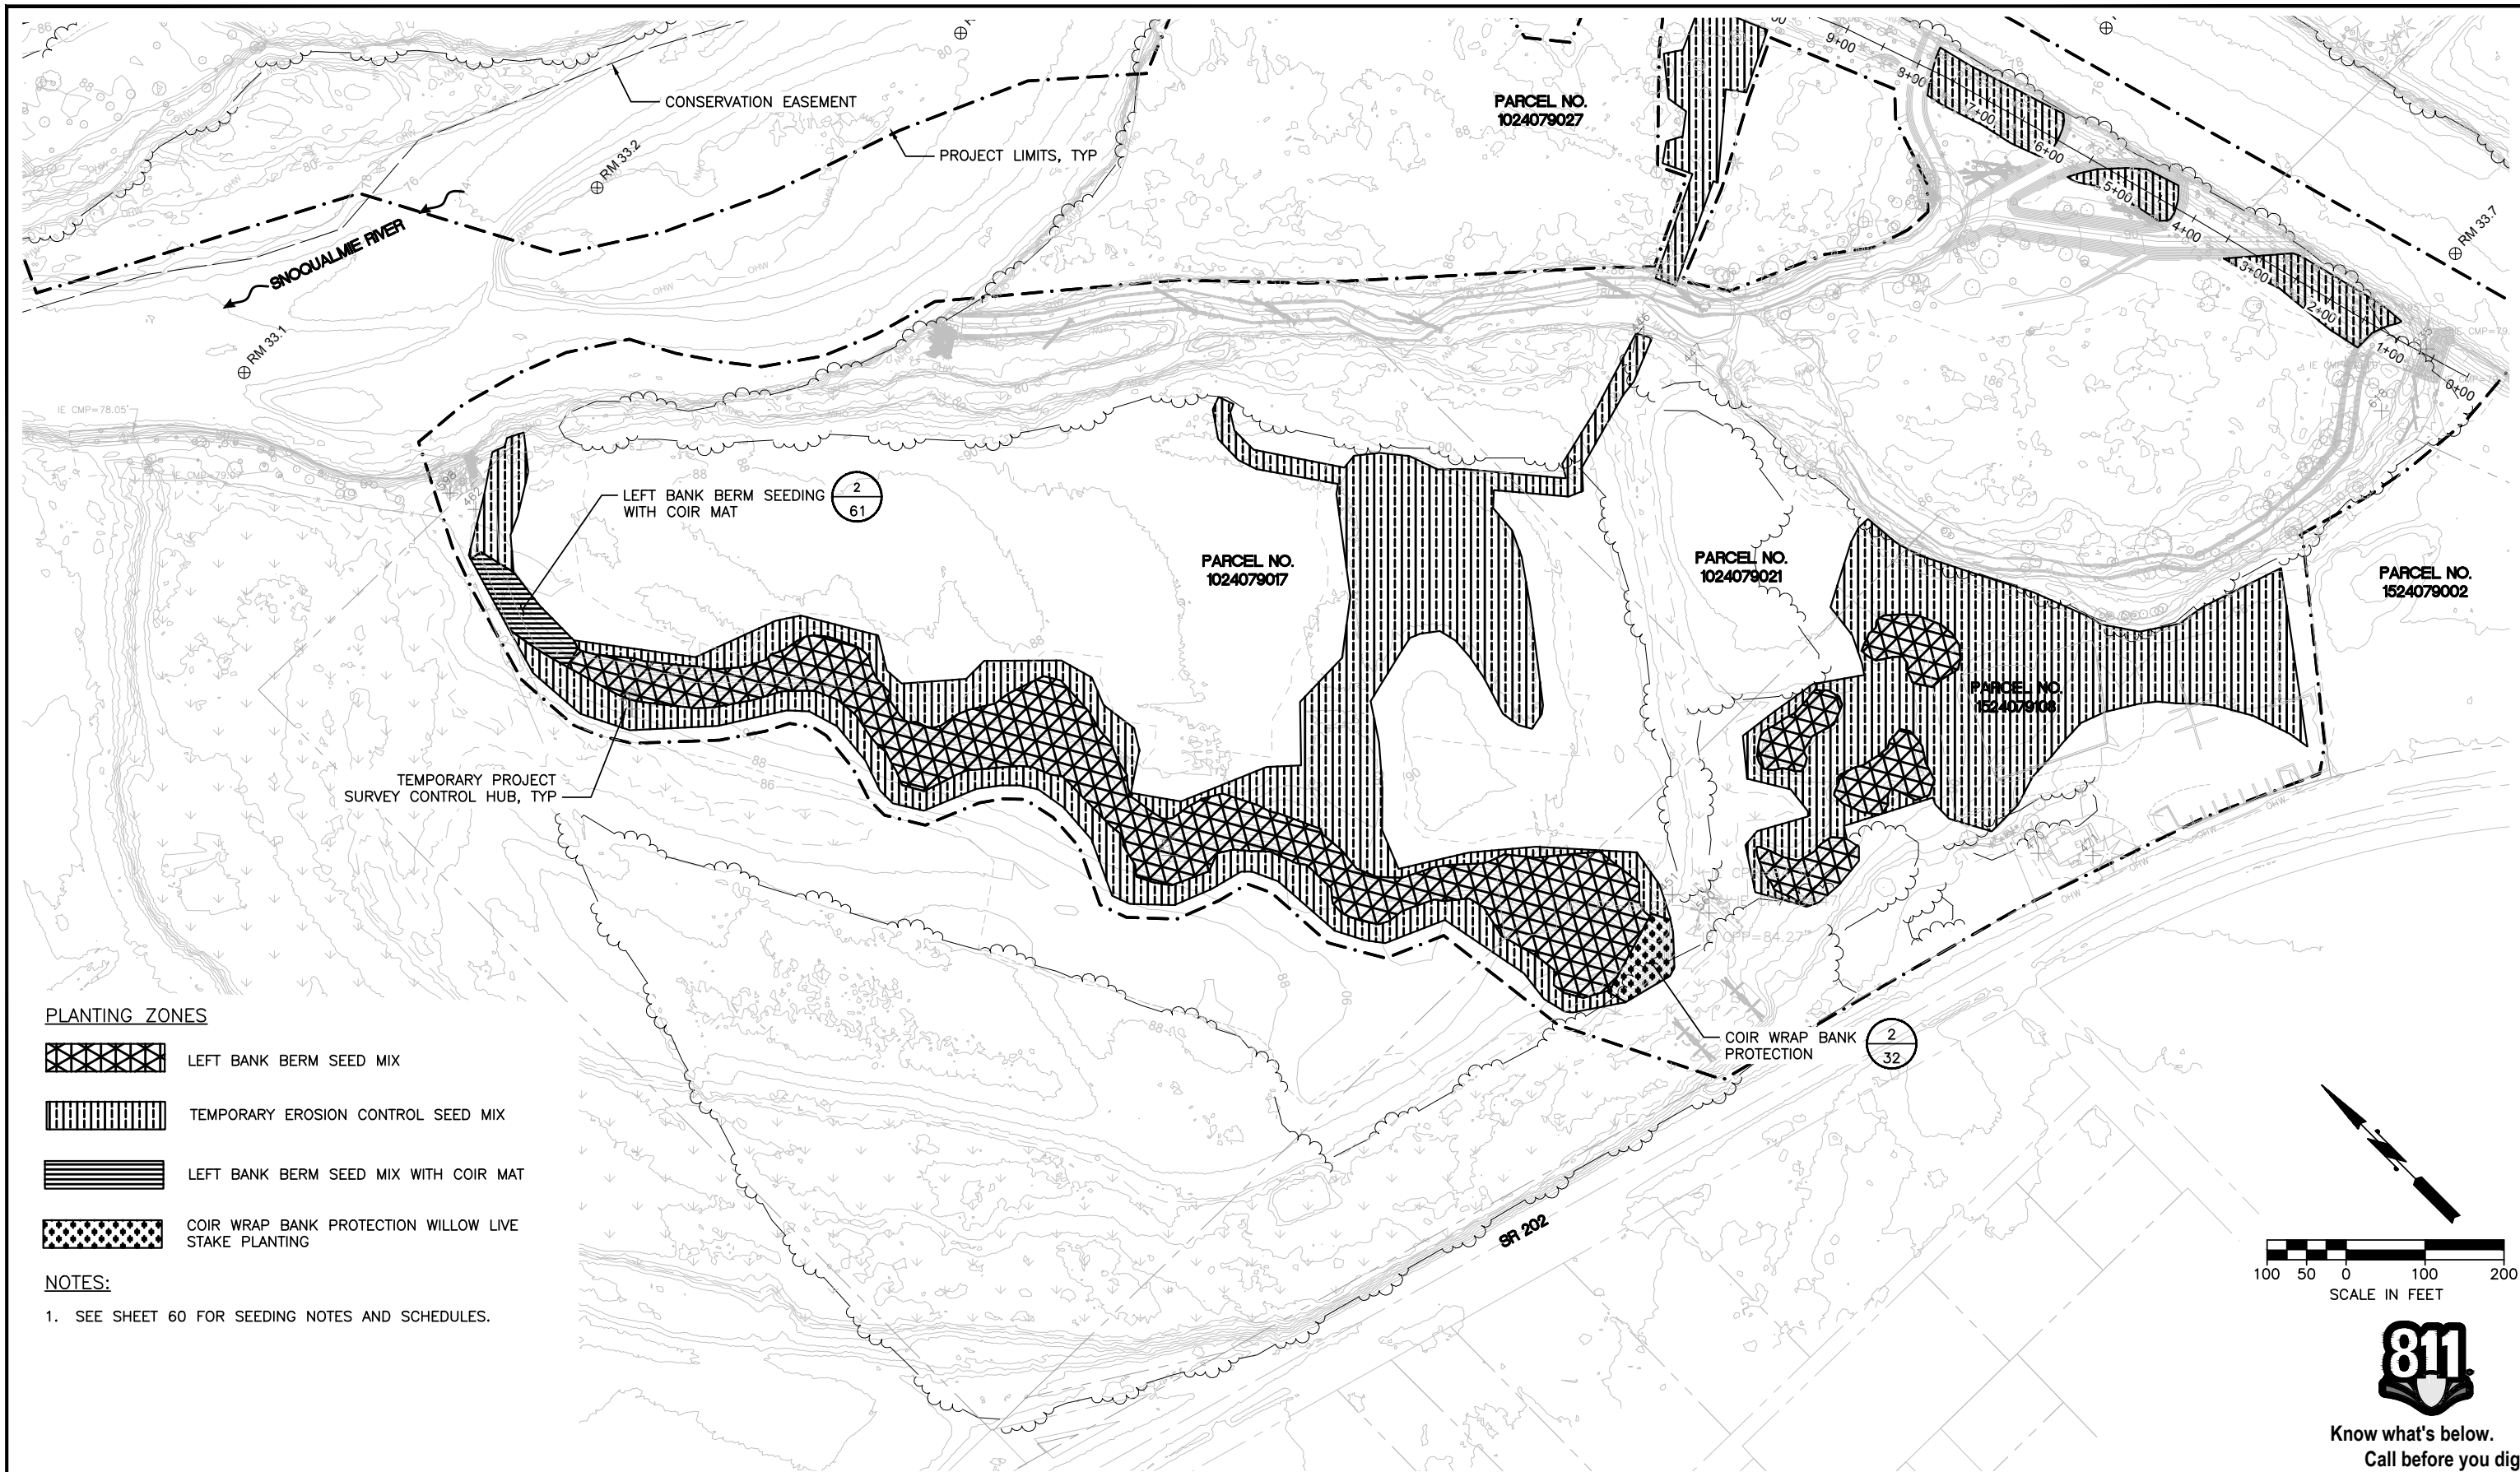 CONSERVATION EASEMENT
PROJECT LIMITS, TYP
RM 33.2
SNOQUALMIE RIVER
RM 33.1
RM 33.7
PARCEL NO.
1024079027
9+00
8+00
7+00
6+00
5+00
4+00
3+00
2+00
1+00
0+00
IE CMP=78.05'
LEFT BANK BERM SEEDING
WITH COIR MAT
2
61
PARCEL NO.
1024079017
PARCEL NO.
1024079021
PARCEL NO.
1524079002
PARCEL NO.
1524079108
TEMPORARY PROJECT
SURVEY CONTROL HUB, TYP
COIR WRAP BANK
PROTECTION
2
32
SR 202
PLANTING ZONES
LEFT BANK BERM SEED MIX
TEMPORARY EROSION CONTROL SEED MIX
LEFT BANK BERM SEED MIX WITH COIR MAT
COIR WRAP BANK PROTECTION WILLOW LIVE
STAKE PLANTING
NOTES:
1. SEE SHEET 60 FOR SEEDING NOTES AND SCHEDULES.
100 50 0 100 200
SCALE IN FEET
811
Know what's below.
Call before you dig